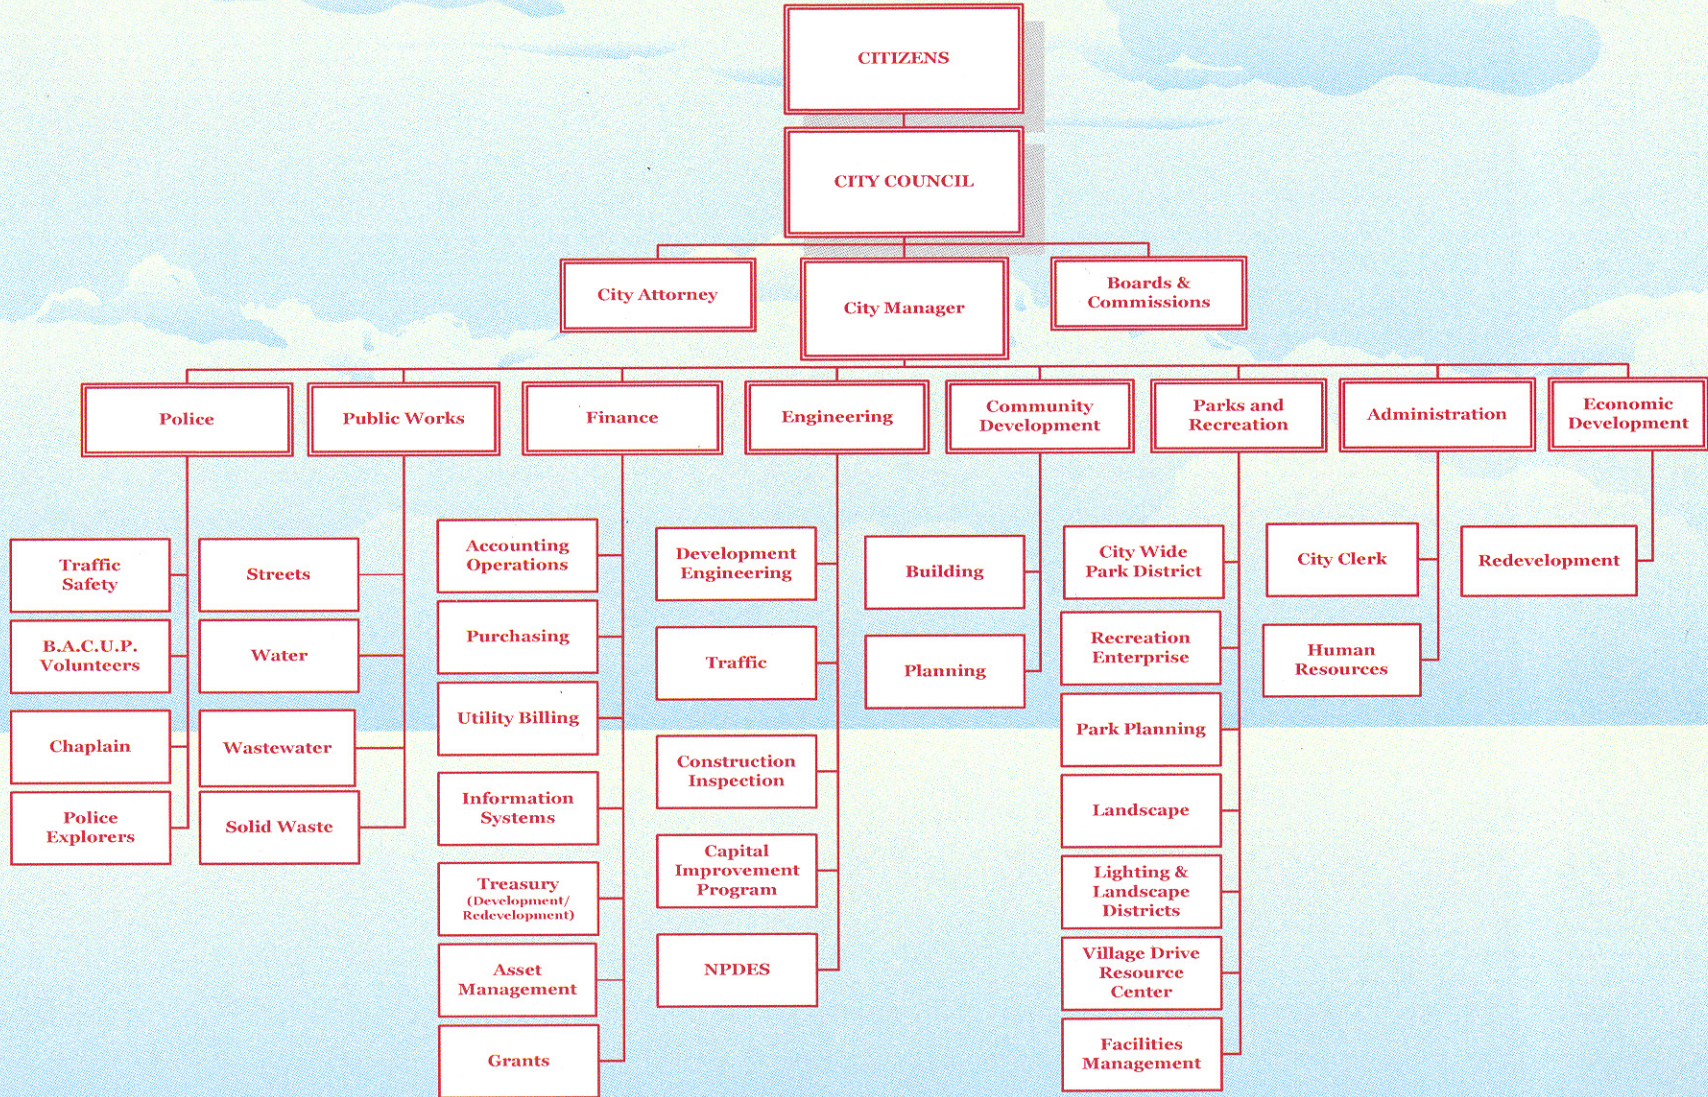 CITIZENS
CITY COUNCIL
City Attorney
City Manager
Boards &
Commissions
Police
Public Works
Finance
Engineering
Community
Development
Parks and
Recreation
Administration
Economic
Development
Traffic
Safety
B.A.C.U.P.
Volunteers
Chaplain
Police
Explorers
Streets
Water
Wastewater
Solid Waste
Accounting
Operations
Purchasing
Utility Billing
Information
Systems
Treasury
(Development/
Redevelopment)
Asset
Management
Grants
Development
Engineering
Traffic
Construction
Inspection
Capital
Improvement
Program
NPDES
Building
Planning
City Wide
Park District
Recreation
Enterprise
Park Planning
Landscape
Lighting &
Landscape
Districts
Village Drive
Resource
Center
Facilities
Management
City Clerk
Human
Resources
Redevelopment